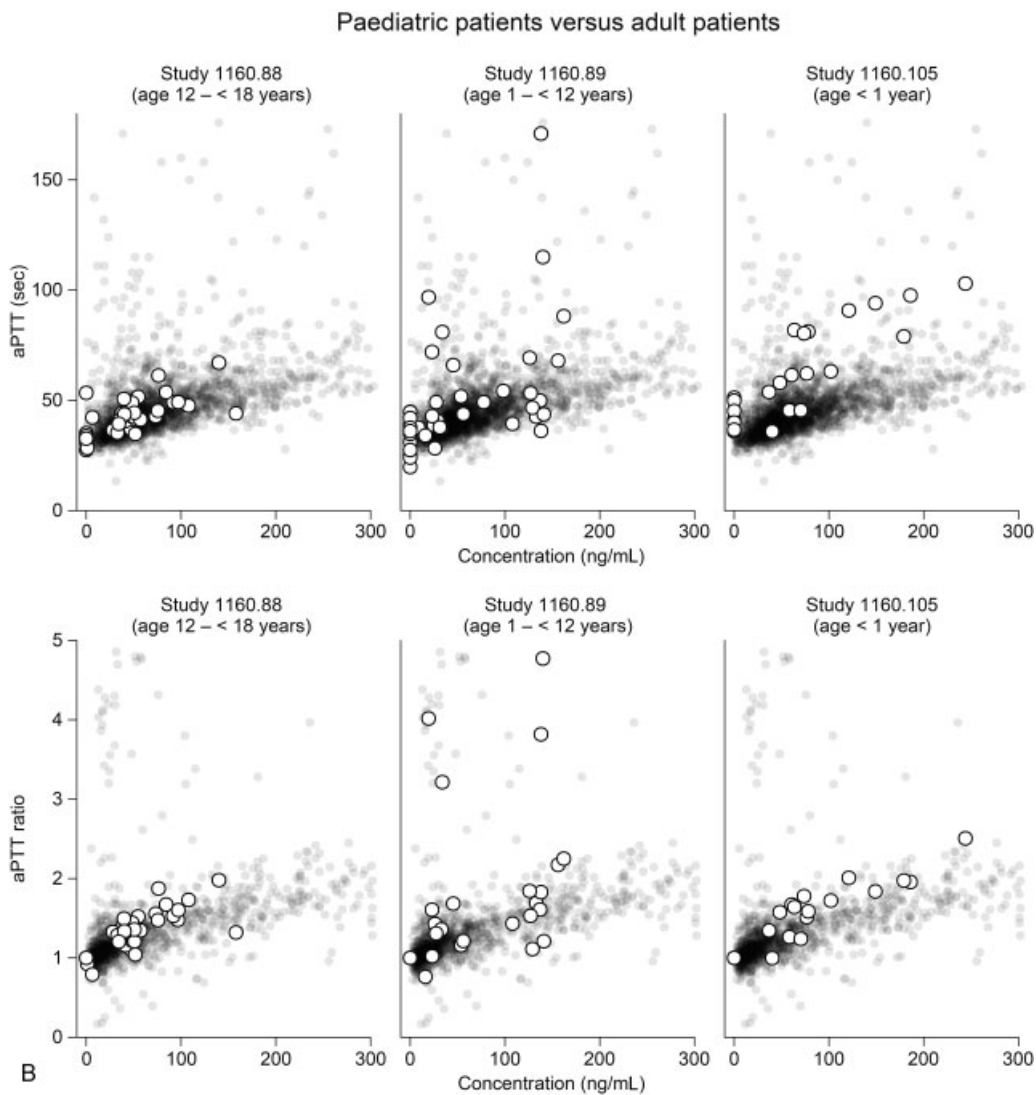 Paediatric patients versus adult patients
Study 1160.88
(age 12 – < 18 years)
Study 1160.89
(age 1 – < 12 years)
Study 1160.105
(age < 1 year)
aPTT (sec)
150
100
50
0
0 100 200 300
0 100 200 300
0 100 200 300
Concentration (ng/mL)
Study 1160.88
(age 12 – < 18 years)
Study 1160.89
(age 1 – < 12 years)
Study 1160.105
(age < 1 year)
aPTT ratio
5
4
3
2
1
0
0 100 200 300
0 100 200 300
0 100 200 300
Concentration (ng/mL)
B